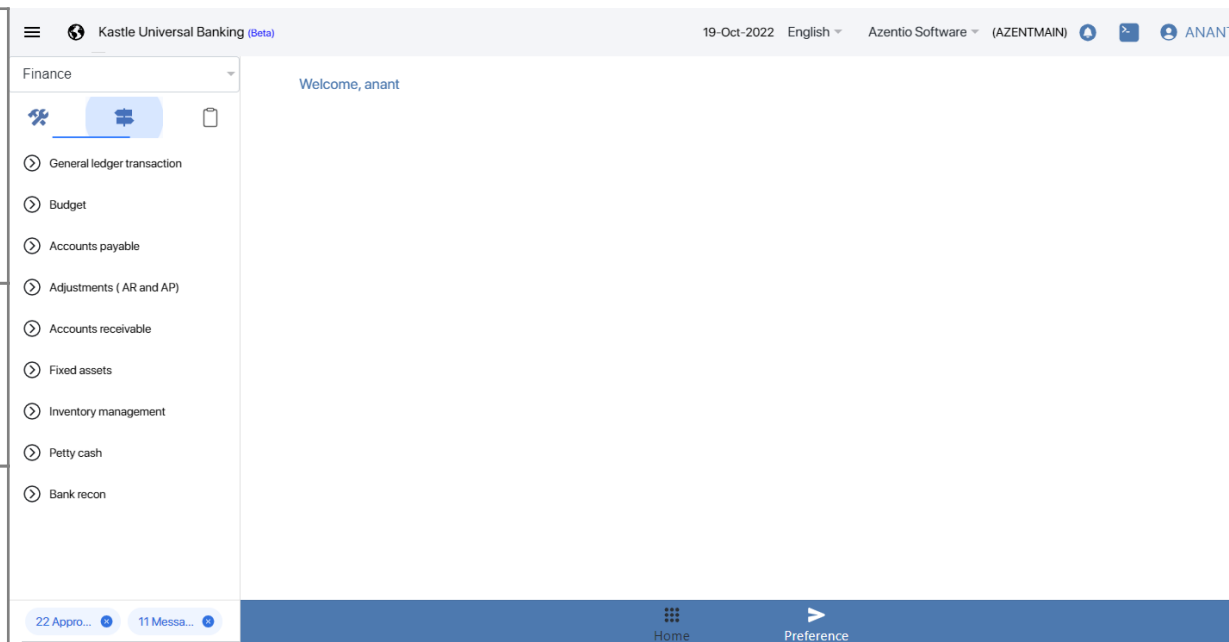 Kastle Universal Banking (Beta) 19-Oct-2022 English Azentio Software (AZENTMAIN) ANANT
Finance
Welcome, anant
General ledger transaction
Budget
Accounts payable
Adjustments ( AR and AP)
Accounts receivable
Fixed assets
Inventory management
Petty cash
Bank recon
22 Appro... 11 Messa...
Home Preference